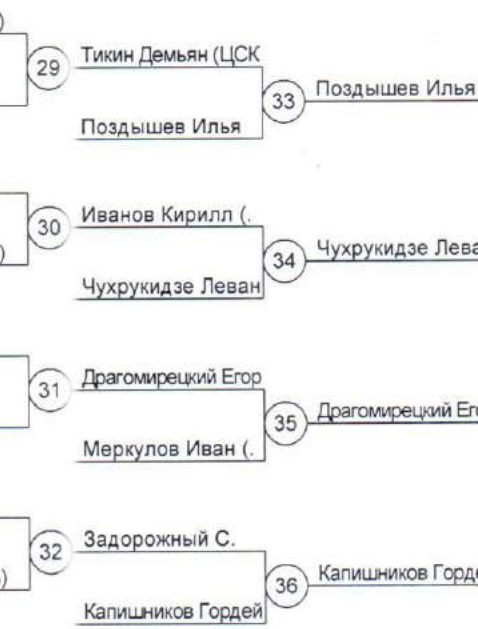 )
29 Тикин Демьян (ЦСК
33 Поздышев Илья
Поздышев Илья
30 Иванов Кирилл (.
)
34 Чухрукидзе Лева
Чухрукидзе Леван
31 Драгомирецкий Егор
35 Драгомирецкий Его
Меркулов Иван (.
32 Задорожный С.
)
36 Капишников Горде
Капишников Гордей